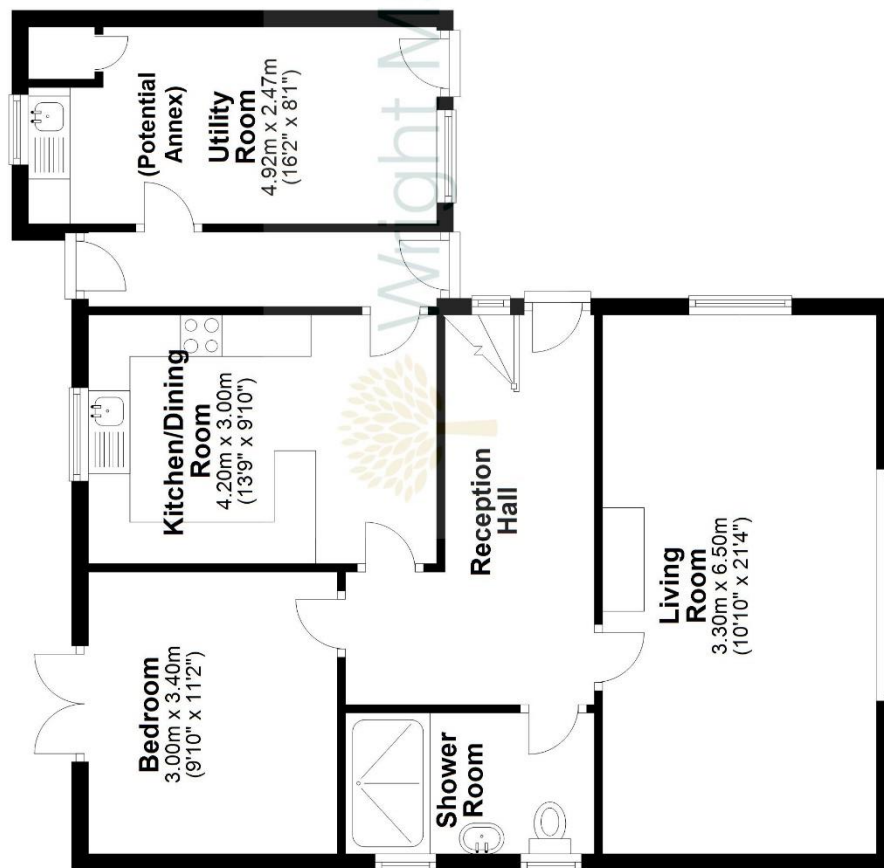 (Potential
Annex)
Utility
Room
4.92m x 2.47m
(16'2" x 8'1")
Kitchen/Dining
Room
4.20m x 3.00m
(13'9" x 9'10")
Reception
Hall
Living
Room
3.30m x 6.50m
(10'10" x 21'4")
Bedroom
3.00m x 3.40m
(9'10" x 11'2")
Shower
Room
Wright M